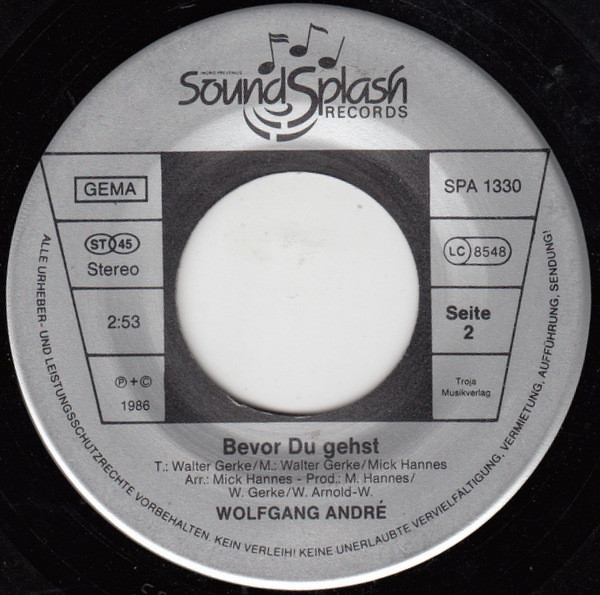 Sound Splash
RECORDS
GEMA
ST 45
Stereo
2:53
Ⓟ + ©
1986
SPA 1330
LC 8548
Seite
2
Troja
Musikverlag
Bevor Du gehst
T.: Walter Gerke/M.: Walter Gerke/Mick Hannes
Arr.: Mick Hannes - Prod.: M. Hannes/
W. Gerke/W. Arnold-W.
WOLFGANG ANDRÉ
ALLE URHEBER- UND LEISTUNGSSCHUTZRECHTE VORBEHALTEN. KEIN VERLEIH! KEINE UNERLAUBTE VERVIELFÄLTIGUNG, VERMIETUNG, AUFFÜHRUNG, SENDUNG!